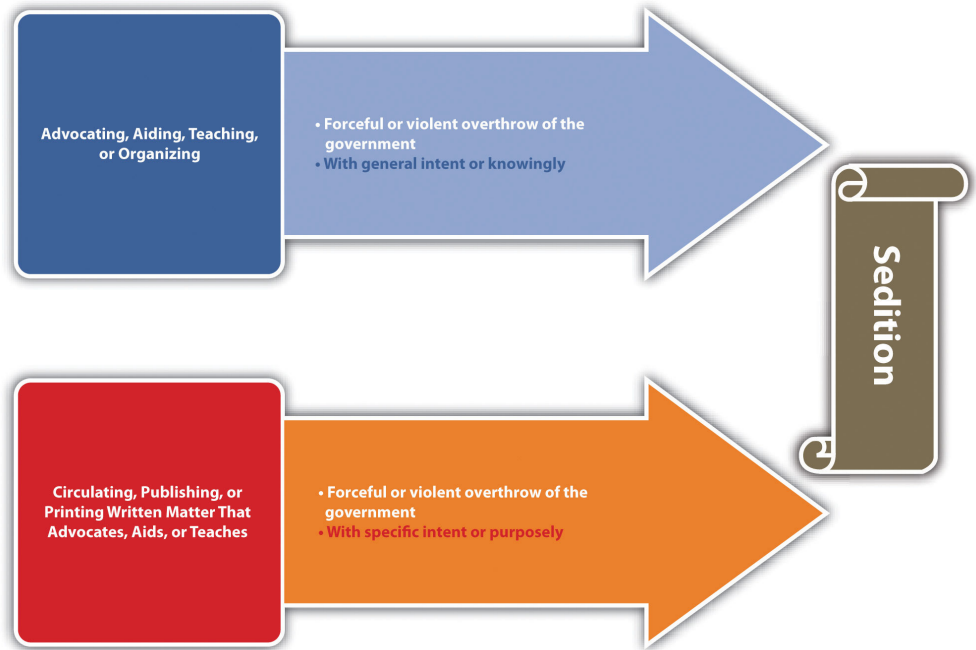 Advocating, Aiding, Teaching,
or Organizing
• Forceful or violent overthrow of the
government
• With general intent or knowingly
Sedition
Circulating, Publishing, or
Printing Written Matter That
Advocates, Aids, or Teaches
• Forceful or violent overthrow of the
government
• With specific intent or purposely